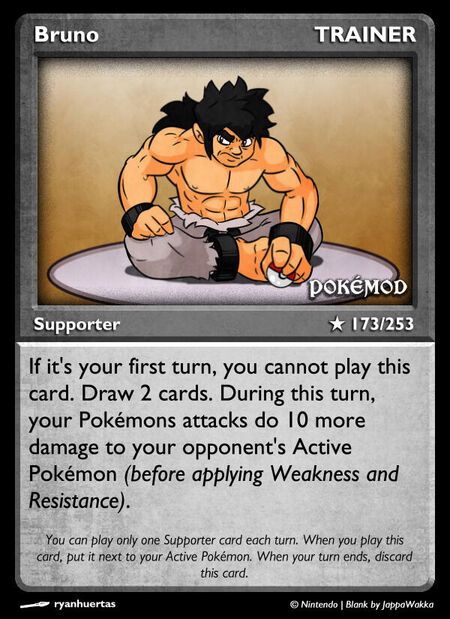 Bruno TRAINER
POKÉMOD
Supporter ★ 173/253
If it's your first turn, you cannot play this
card. Draw 2 cards. During this turn,
your Pokémons attacks do 10 more
damage to your opponent's Active
Pokémon (before applying Weakness and
Resistance).
You can play only one Supporter card each turn. When you play this
card, put it next to your Active Pokémon. When your turn ends, discard
this card.
ryanhuertas © Nintendo | Blank by JappaWakka